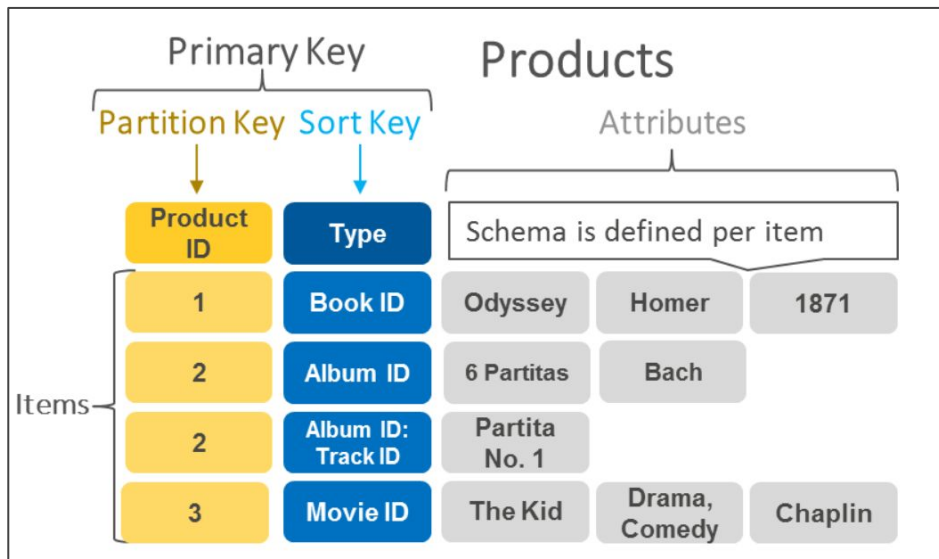 Primary Key
Products
Partition Key
Sort Key
Attributes
Product
ID
Type
Schema is defined per item
Items
1
Book ID
Odyssey
Homer
1871
2
Album ID
6 Partitas
Bach
2
Album ID:
Track ID
Partita
No. 1
3
Movie ID
The Kid
Drama,
Comedy
Chaplin